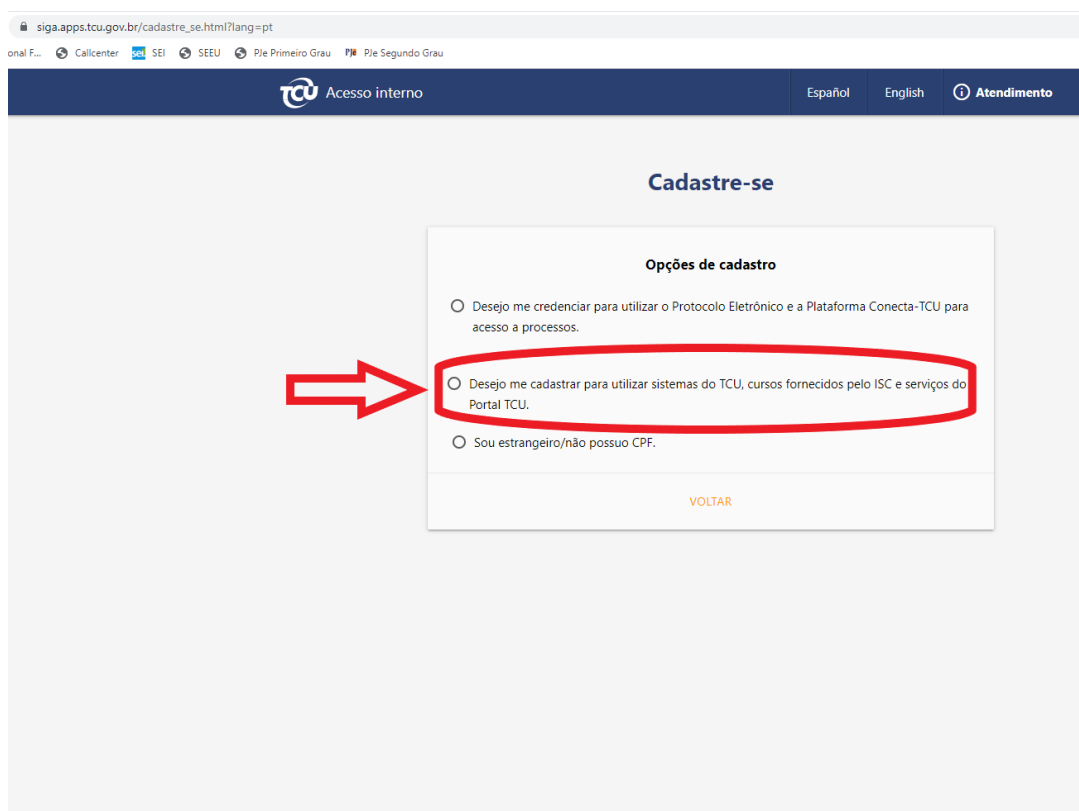 siga.apps.tcu.gov.br/cadastre_se.html?lang=pt
onal F... Callcenter sei SEI SEEU PJe Primeiro Grau PJe PJe Segundo Grau
TCU Acesso interno Español English Atendimento
Cadastre-se
Opções de cadastro
Desejo me credenciar para utilizar o Protocolo Eletrônico e a Plataforma Conecta-TCU para
acesso a processos.
Desejo me cadastrar para utilizar sistemas do TCU, cursos fornecidos pelo ISC e serviços do
Portal TCU.
Sou estrangeiro/não possuo CPF.
VOLTAR